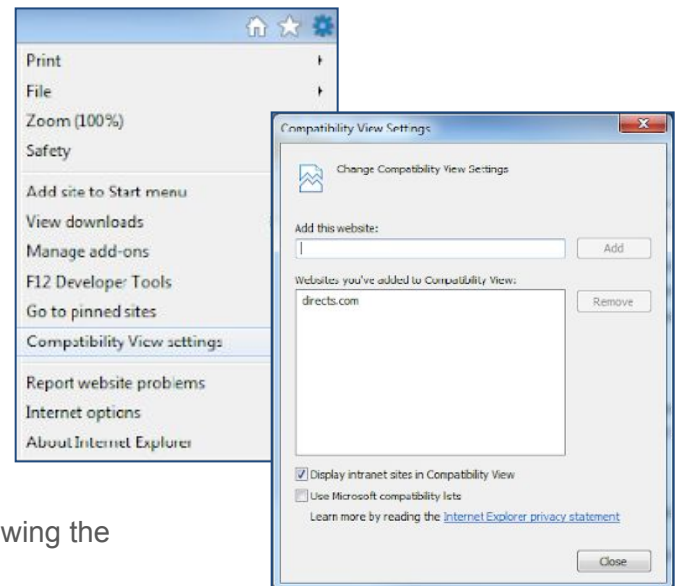 Print
File
Zoom (100%)
Safety
Add site to Start menu
View downloads
Manage add-ons
F12 Developer Tools
Go to pinned sites
Compatibility View settings
Report website problems
Internet options
About Internet Explorer
Compatibility View Settings
Change Compatibility View Settings
Add this website:
Add
Websites you've added to Compatibility View:
directs.com
Remove
Display intranet sites in Compatibility View
Use Microsoft compatibility lists
Learn more by reading the Internet Explorer privacy statement
Close
wing the